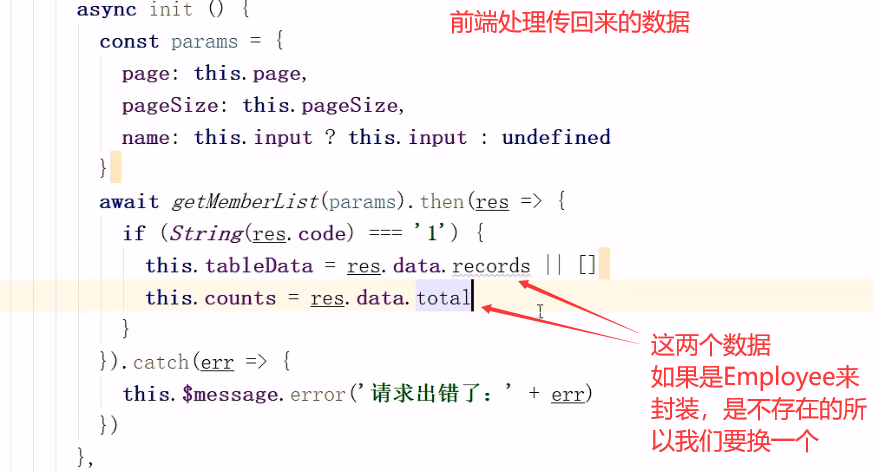 async init () {
前端处理传回来的数据
const params = {
page: this.page,
pageSize: this.pageSize,
name: this.input ? this.input : undefined
}
await getMemberList(params).then(res => {
if (String(res.code) === '1') {
this.tableData = res.data.records || []
this.counts = res.data.total
}
这两个数据
如果是Employee来
封装，是不存在的所
以我们要换一个
}).catch(err => {
this.$message.error('请求出错了：' + err)
})
},